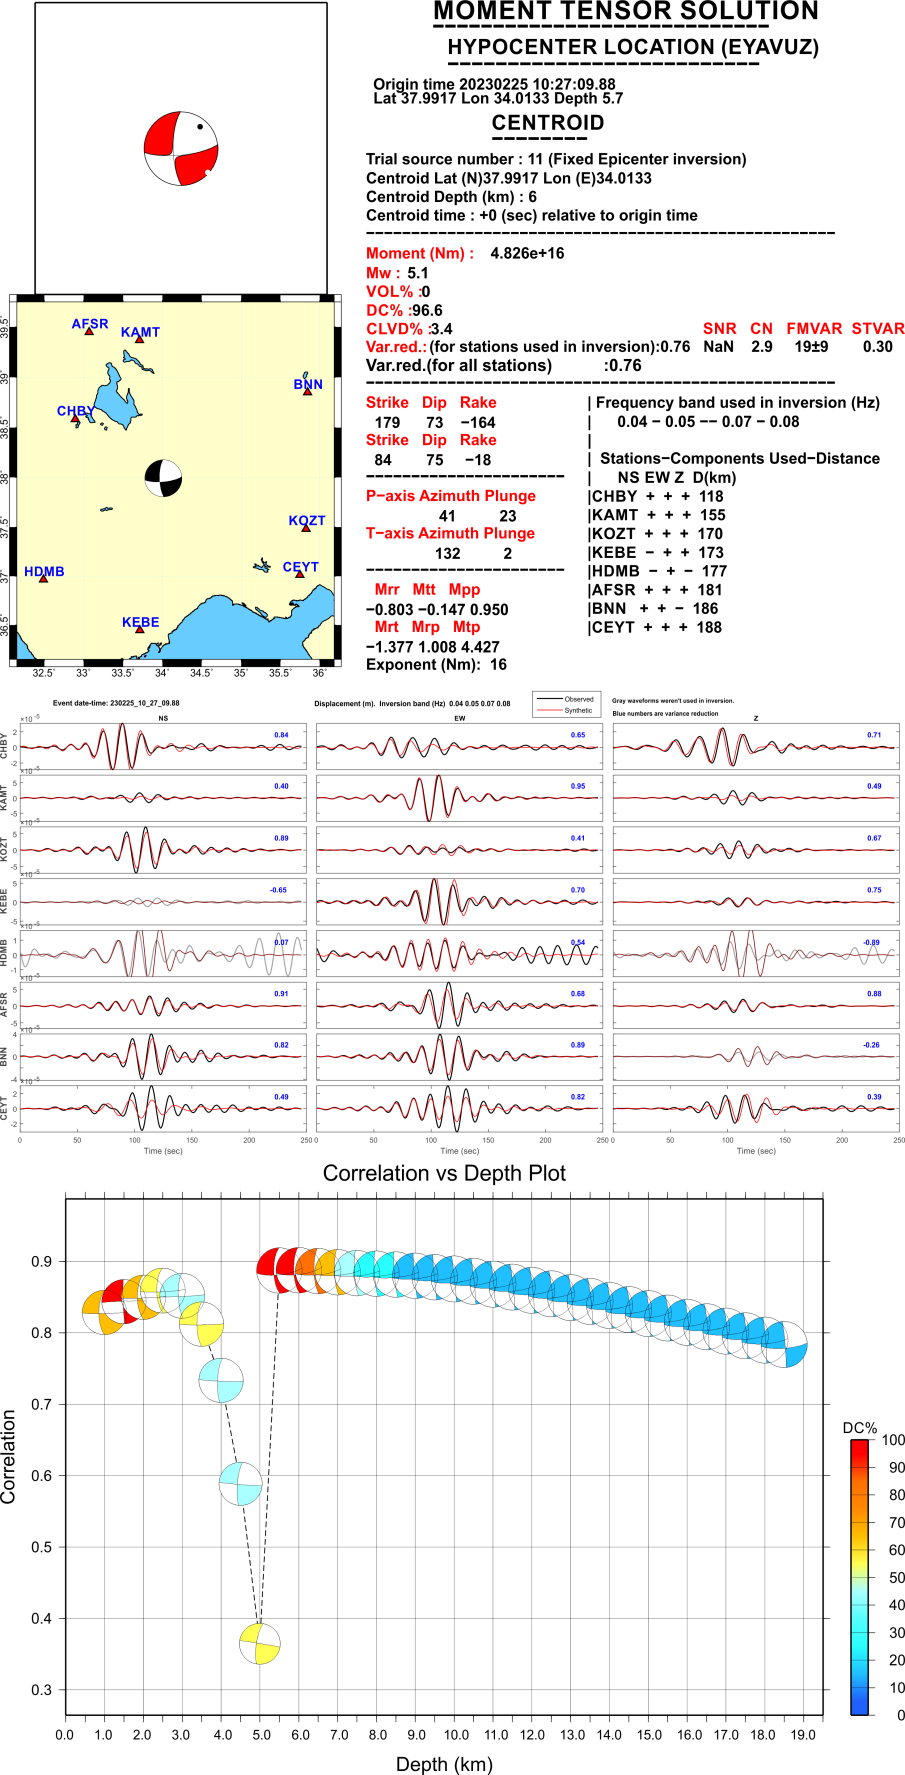 MOMENT TENSOR SOLUTION
HYPOCENTER LOCATION (EYAVUZ)
Origin time 20230225 10:27:09.88
Lat 37.9917 Lon 34.0133 Depth 5.7
CENTROID
Trial source number : 11 (Fixed Epicenter inversion)
Centroid Lat (N)37.9917 Lon (E)34.0133
Centroid Depth (km) : 6
Centroid time : +0 (sec) relative to origin time
Moment (Nm) : 4.826e+16
Mw : 5.1
VOL% :0
DC% :96.6
CLVD% :3.4
SNR CN FMVAR STVAR
Var.red.: (for stations used in inversion):0.76 NaN 2.9 19±9 0.30
Var.red.(for all stations) :0.76
Strike Dip Rake
179 73 −164
Strike Dip Rake
84 75 −18
P−axis Azimuth Plunge
41 23
T−axis Azimuth Plunge
132 2
Mrr Mtt Mpp
−0.803 −0.147 0.950
Mrt Mrp Mtp
−1.377 1.008 4.427
Exponent (Nm): 16
| Frequency band used in inversion (Hz)
| 0.04 − 0.05 −− 0.07 − 0.08
|
| Stations−Components Used−Distance
| NS EW Z D(km)
|CHBY + + + 118
|KAMT + + + 155
|KOZT + + + 170
|KEBE − + + 173
|HDMB − + − 177
|AFSR + + + 181
|BNN + + − 186
|CEYT + + + 188
AFSR
KAMT
BNN
CHBY
KOZT
HDMB
CEYT
KEBE
39.5˚
39˚
38.5˚
38˚
37.5˚
37˚
36.5˚
32.5˚ 33˚ 33.5˚ 34˚ 34.5˚ 35˚ 35.5˚ 36˚
Event date-time: 230225_10_27_09.88
Displacement (m). Inversion band (Hz) 0.04 0.05 0.07 0.08
Observed
Synthetic
Gray waveforms weren't used in inversion.
Blue numbers are variance reduction
NS EW Z
CHBY 0.84 0.65 0.71
KAMT 0.40 0.95 0.49
KOZT 0.89 0.41 0.67
KEBE -0.65 0.70 0.75
HDMB 0.07 0.54 -0.89
AFSR 0.91 0.68 0.88
BNN 0.82 0.89 -0.26
CEYT 0.49 0.82 0.39
0 50 100 150 200 250 0 50 100 150 200 250 0 50 100 150 200 250
Time (sec) Time (sec) Time (sec)
Correlation vs Depth Plot
0.9
0.8
0.7
0.6
0.5
0.4
0.3
Correlation
0.0 1.0 2.0 3.0 4.0 5.0 6.0 7.0 8.0 9.0 10.0 11.0 12.0 13.0 14.0 15.0 16.0 17.0 18.0 19.0
Depth (km)
DC%
100
90
80
70
60
50
40
30
20
10
0